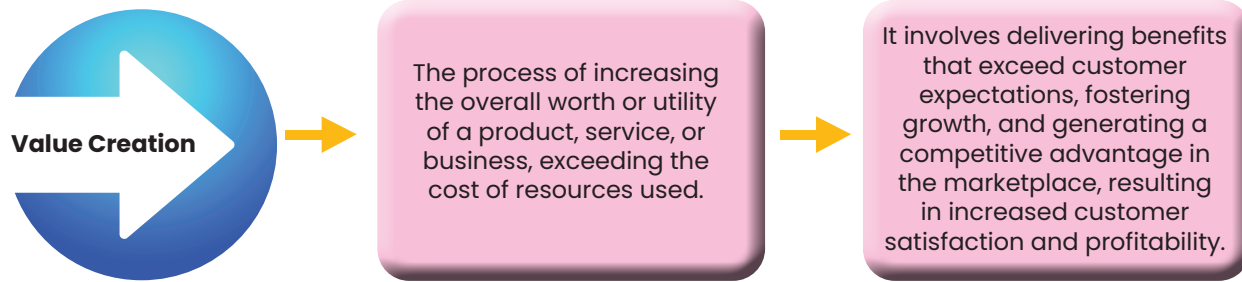 Value Creation
The process of increasing
the overall worth or utility
of a product, service, or
business, exceeding the
cost of resources used.
It involves delivering benefits
that exceed customer
expectations, fostering
growth, and generating a
competitive advantage in
the marketplace, resulting
in increased customer
satisfaction and profitability.